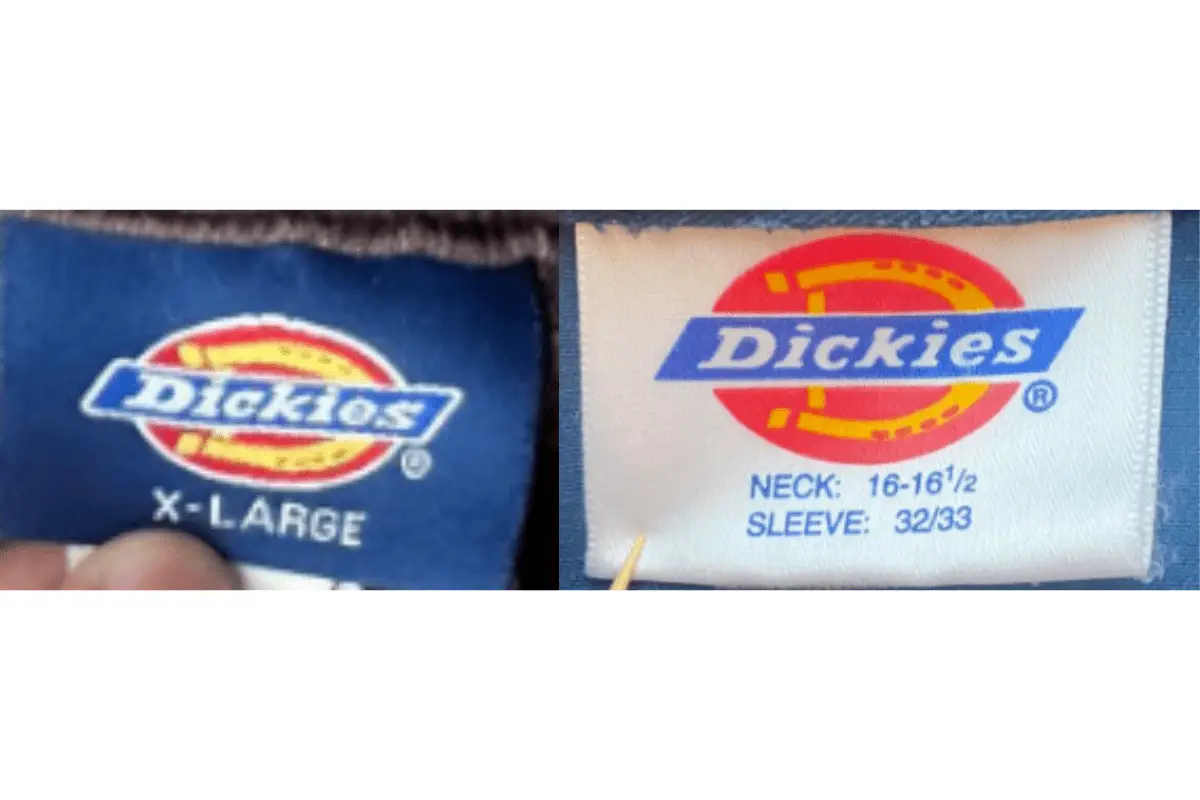 Dickies
®
X-LARGE
Dickies
®
NECK: 16-16 1/2
SLEEVE: 32/33